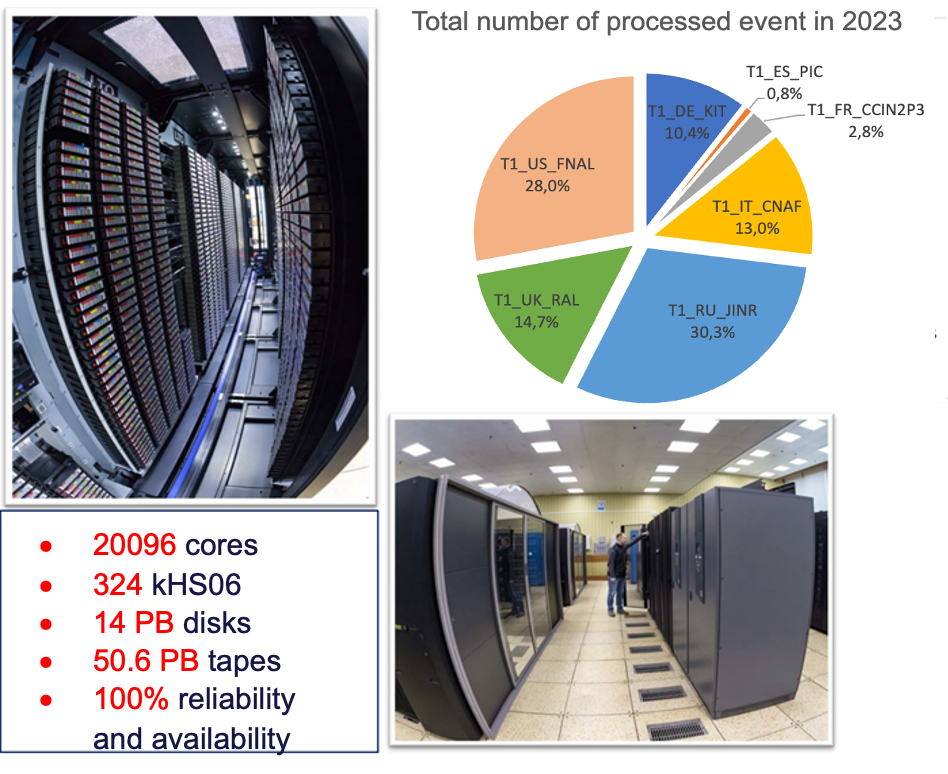 Total number of processed event in 2023
T1_DE_KIT
10,4%
T1_ES_PIC
0,8%
T1_FR_CCIN2P3
2,8%
T1_IT_CNAF
13,0%
T1_RU_JINR
30,3%
T1_UK_RAL
14,7%
T1_US_FNAL
28,0%
• 20096 cores
• 324 kHS06
• 14 PB disks
• 50.6 PB tapes
• 100% reliability
and availability